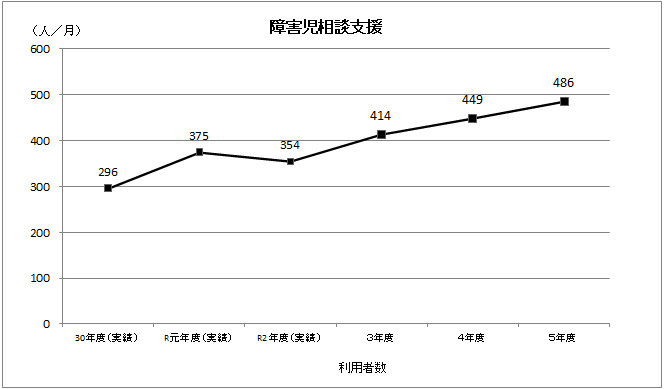 障害児相談支援
（人／月）
600
500
400
300
200
100
0
296
375
354
414
449
486
30年度(実績)
R元年度(実績)
R2年度(実績)
3年度
4年度
5年度
利用者数